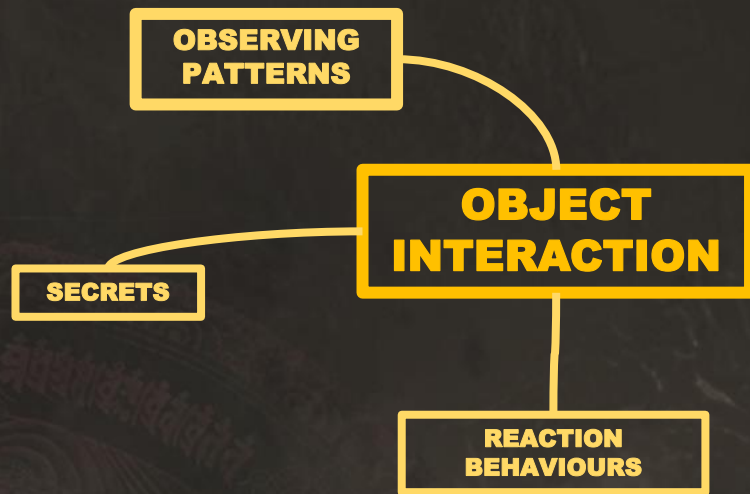 OBSERVING
PATTERNS
OBJECT
INTERACTION
SECRETS
REACTION
BEHAVIOURS